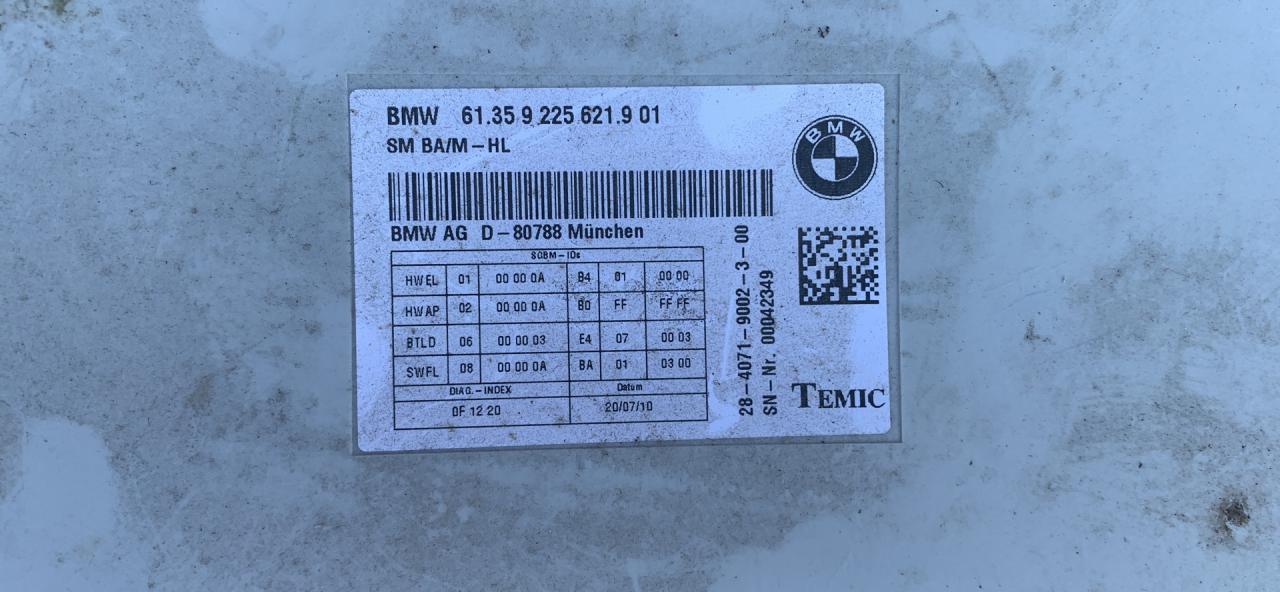 BMW 61.35 9 225 621.9 01
SM BA/M-HL
BMW
BMW AG D-80788 München
SGBM-IDs
HWEL 01 00 00 0A B4 01 00 00
HWAP 02 00 00 0A B0 FF FF FF
BTLD 06 00 00 03 E4 07 00 03
SWFL 08 00 00 0A BA 01 03 00
DIAG.-INDEX Datum
0F 12 20 20/07/10
28-4071-9002-3-00
SN-Nr. 00042349
TEMIC